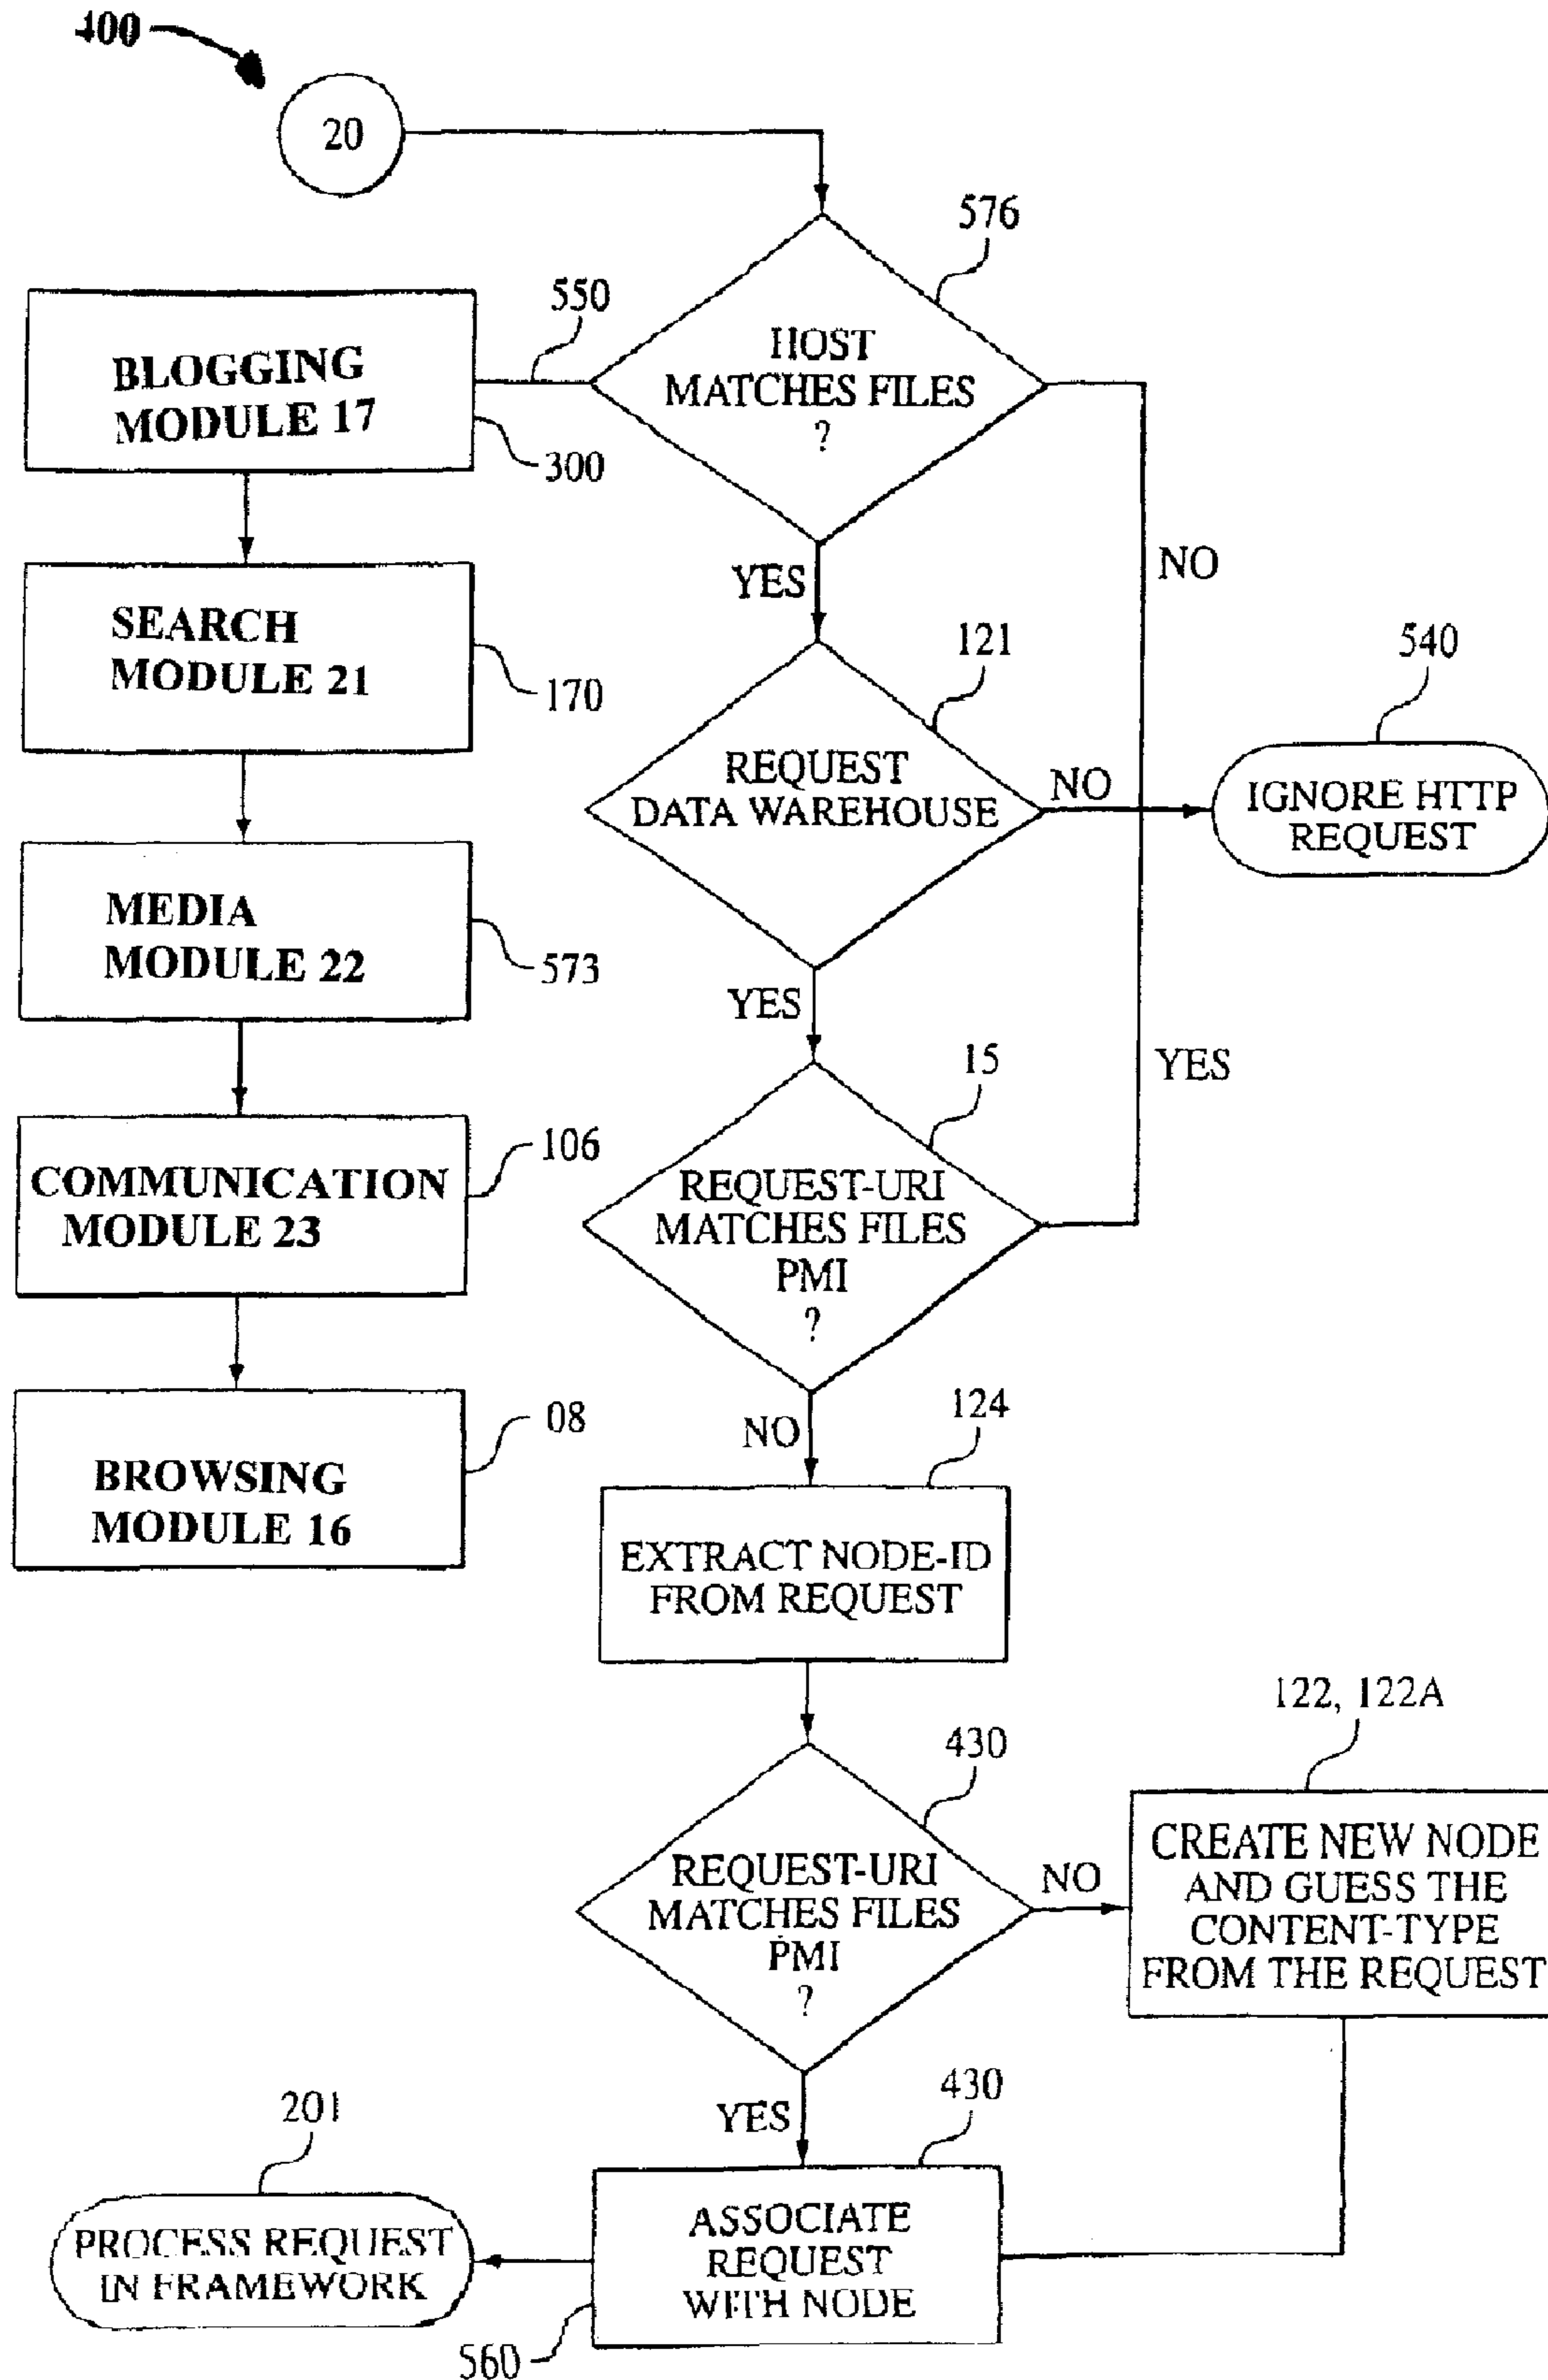 400
20
576
550
HOST
MATCHES FILES
?
BLOGGING
MODULE 17
300
NO
YES
SEARCH
MODULE 21
170
121
540
REQUEST
DATA WAREHOUSE
NO
IGNORE HTTP
REQUEST
MEDIA
MODULE 22
573
YES
15
YES
COMMUNICATION
MODULE 23
106
REQUEST-URI
MATCHES FILES
PMI
?
08
NO
124
BROWSING
MODULE 16
EXTRACT NODE-ID
FROM REQUEST
122, 122A
430
REQUEST-URI
MATCHES FILES
PMI
?
NO
CREATE NEW NODE
AND GUESS THE
CONTENT-TYPE
FROM THE REQUEST
YES
430
201
PROCESS REQUEST
IN FRAMEWORK
ASSOCIATE
REQUEST
WITH NODE
560